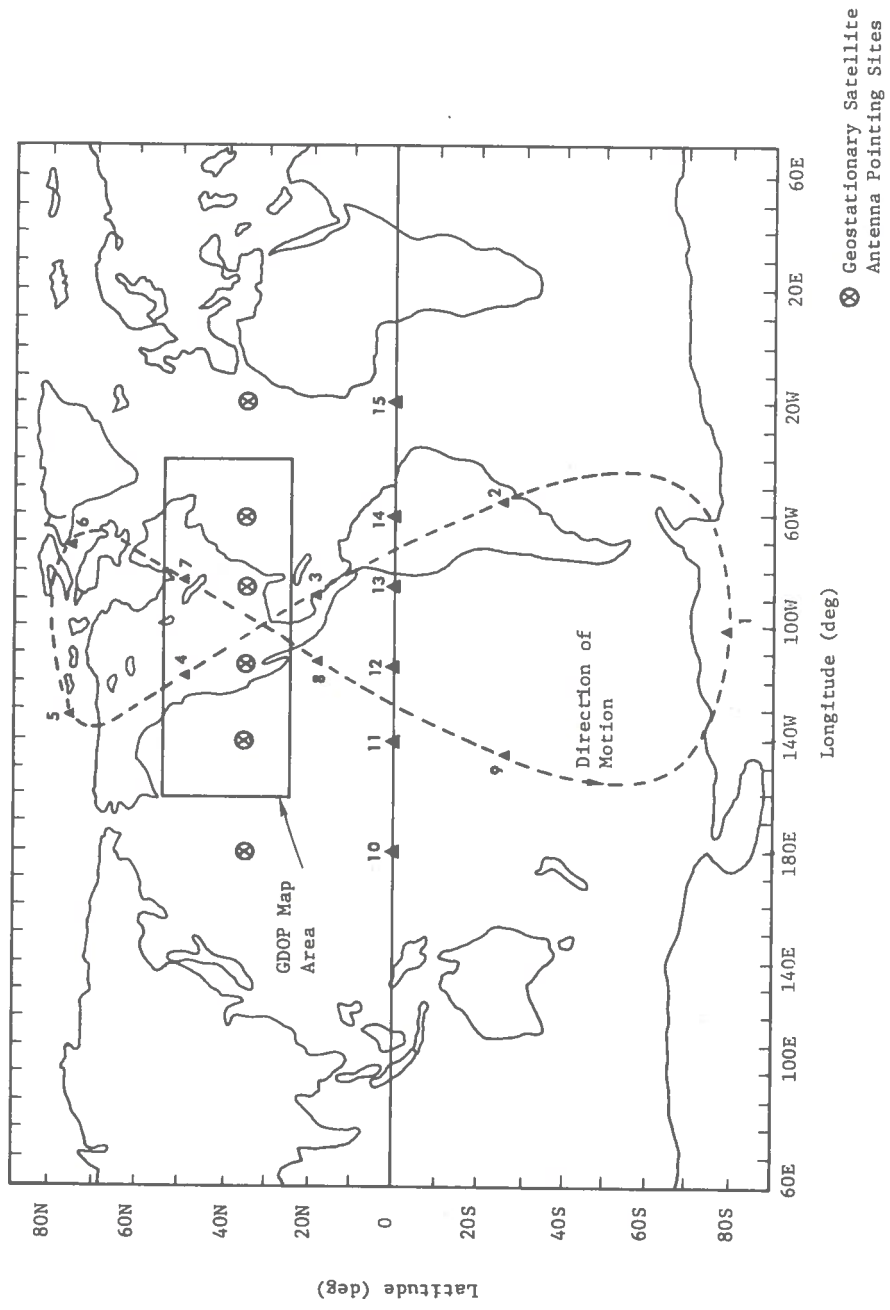 Latitude (deg)
80N
60N
40N
20N
0
20S
40S
60S
80S
60E
80E
100E
120E
140E
180E
140W
100W
60W
20W
20E
60E
Longitude (deg)
GDOP Map
Area
Direction of
Motion
1
2
3
4
5
6
7
8
9
10
11
12
13
14
15
⊗ Geostationary Satellite
Antenna Pointing Sites